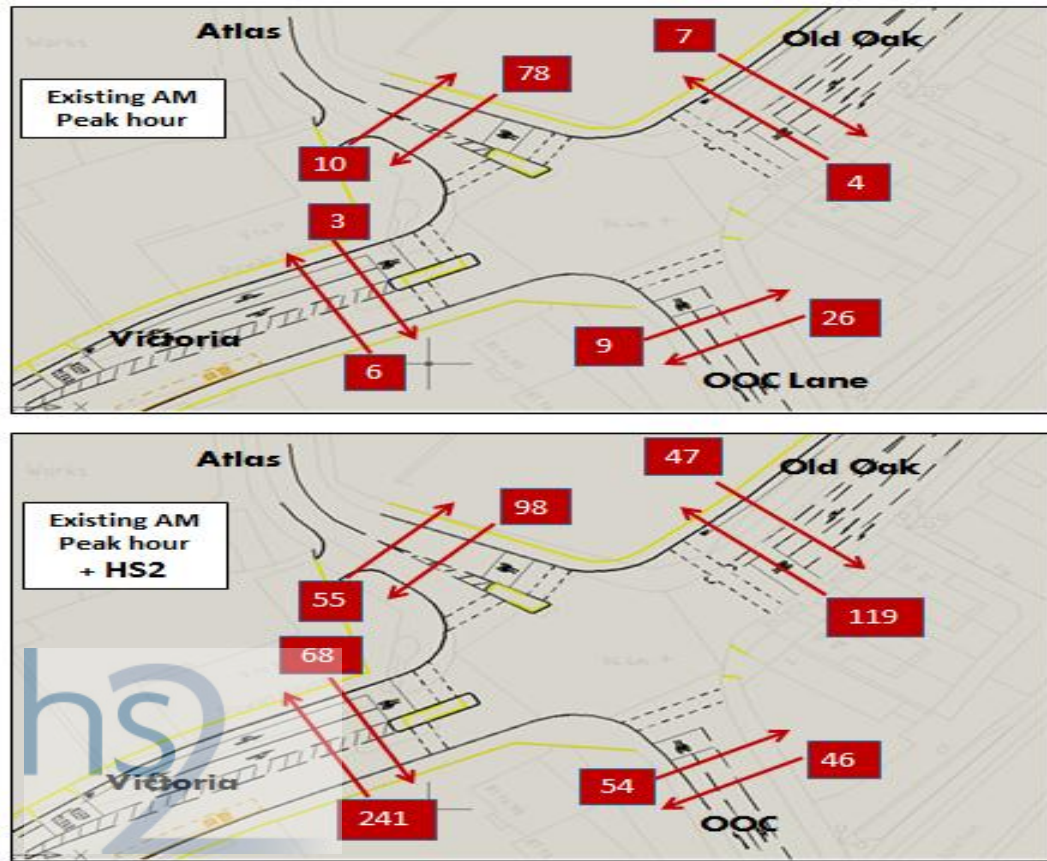 Atlas
7
Old Oak
Existing AM
Peak hour
78
10
4
3
Victoria
9
26
6
OOC Lane
Atlas
47
Old Oak
Existing AM
Peak hour
+ HS2
98
55
119
68
hs2
Victoria
54
46
241
OOC